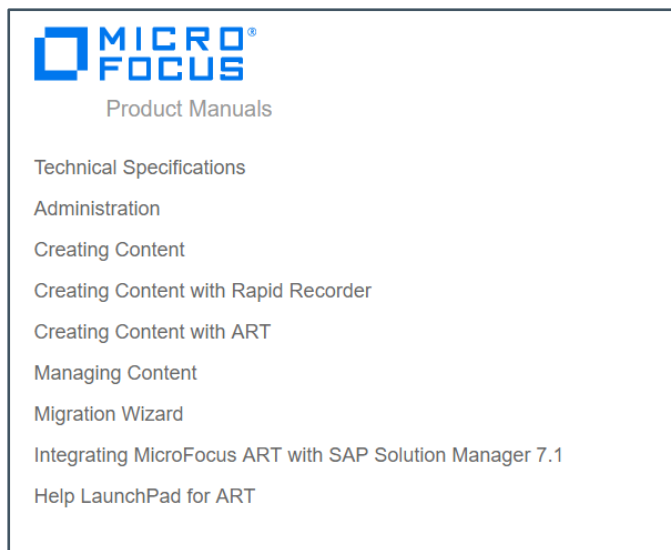 MICRO®
FOCUS
Product Manuals
Technical Specifications
Administration
Creating Content
Creating Content with Rapid Recorder
Creating Content with ART
Managing Content
Migration Wizard
Integrating MicroFocus ART with SAP Solution Manager 7.1
Help LaunchPad for ART